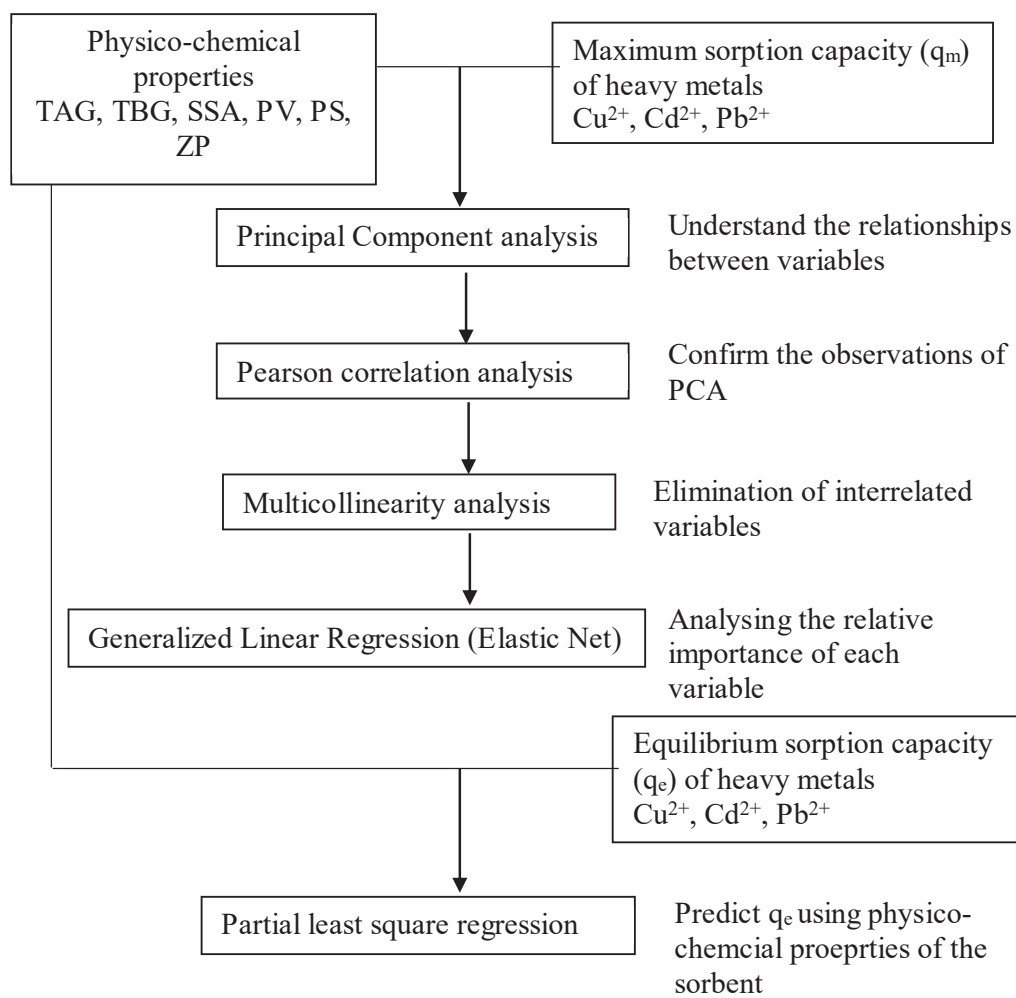 Physico-chemical
properties
TAG, TBG, SSA, PV, PS,
ZP
Maximum sorption capacity (qₘ)
of heavy metals
Cu²⁺, Cd²⁺, Pb²⁺
Principal Component analysis
Understand the relationships
between variables
Pearson correlation analysis
Confirm the observations of
PCA
Multicollinearity analysis
Elimination of interrelated
variables
Generalized Linear Regression (Elastic Net)
Analysing the relative
importance of each
variable
Equilibrium sorption capacity
(qₑ) of heavy metals
Cu²⁺, Cd²⁺, Pb²⁺
Partial least square regression
Predict qₑ using physico-
chemcial proeprties of the
sorbent